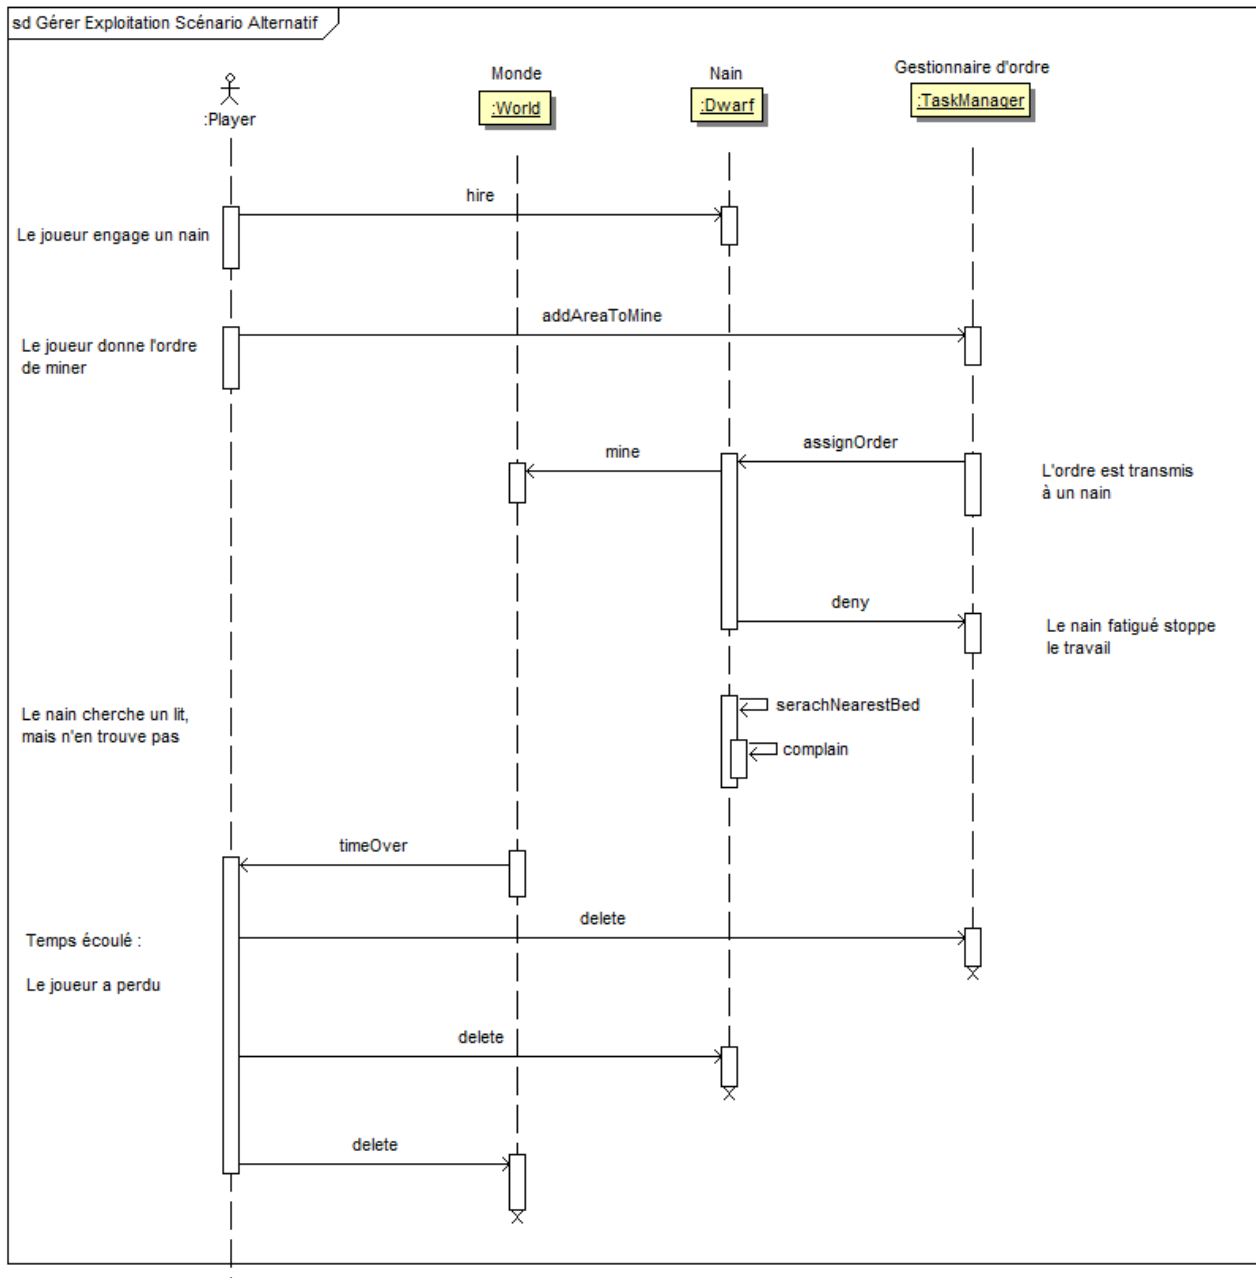 sd Gérer Exploitation Scénario Alternatif
Monde
Nain
Gestionnaire d'ordre
:Player
:World
:Dwarf
:TaskManager
hire
Le joueur engage un nain
addAreaToMine
Le joueur donne l'ordre
de miner
assignOrder
mine
L'ordre est transmis
à un nain
deny
Le nain fatigué stoppe
le travail
Le nain cherche un lit,
mais n'en trouve pas
serachNearestBed
complain
timeOver
delete
Temps écoulé :
Le joueur a perdu
delete
delete